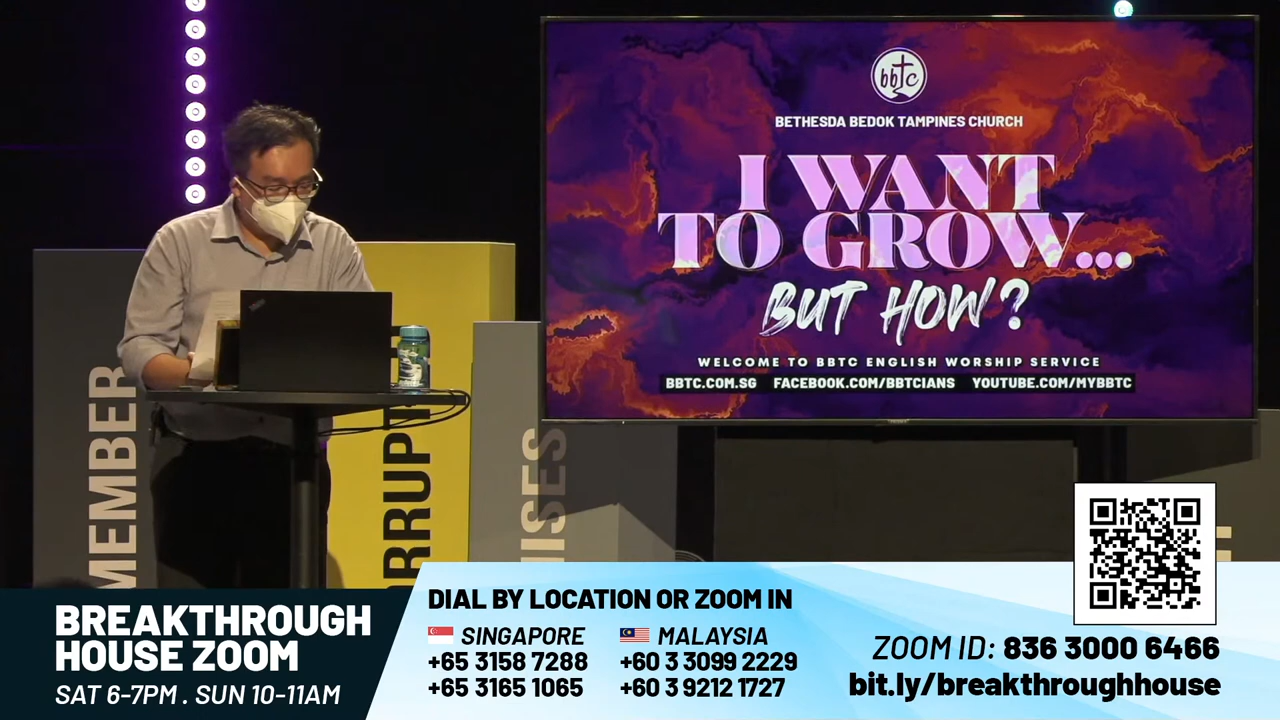 bbtc
BETHESDA BEDOK TAMPINES CHURCH
I WANT
TO GROW...
BUT HOW?
WELCOME TO BBTC ENGLISH WORSHIP SERVICE
BBTC.COM.SG FACEBOOK.COM/BBTCIANS YOUTUBE.COM/MYBBTC
MEMBER
RRUPT
ISES
BREAKTHROUGH
HOUSE ZOOM
SAT 6-7PM . SUN 10-11AM
DIAL BY LOCATION OR ZOOM IN
SINGAPORE
+65 3158 7288
+65 3165 1065
MALAYSIA
+60 3 3099 2229
+60 3 9212 1727
ZOOM ID: 836 3000 6466
bit.ly/breakthroughhouse